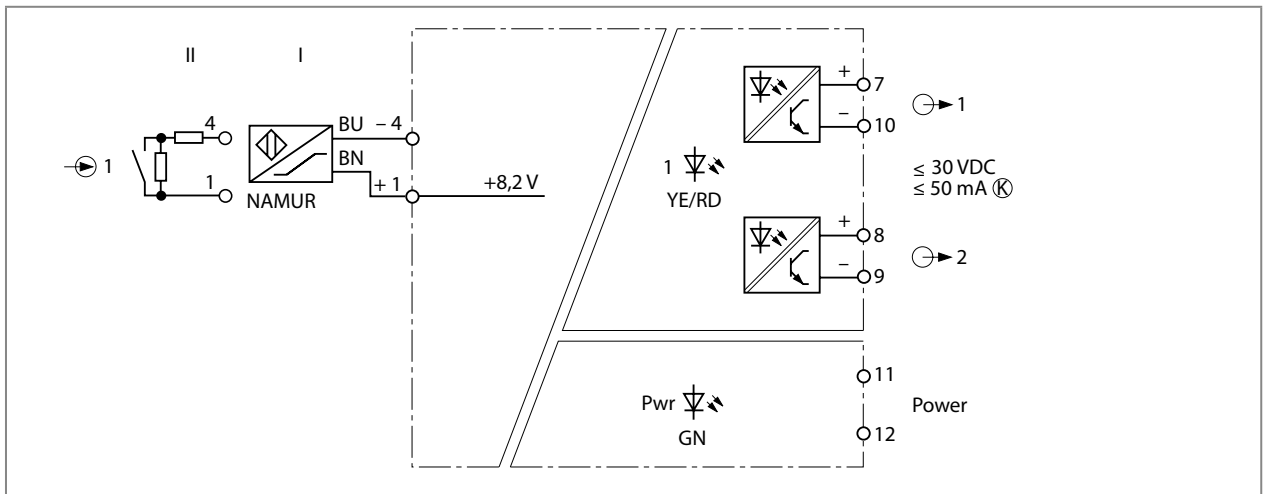 II I
4 BU – 4
1 BN
1 + 1 +8,2 V
NAMUR
1
YE/RD
+ 7
– 10
1
≤ 30 VDC
≤ 50 mA Ⓚ
+ 8
– 9
2
Pwr
GN
11
Power
12